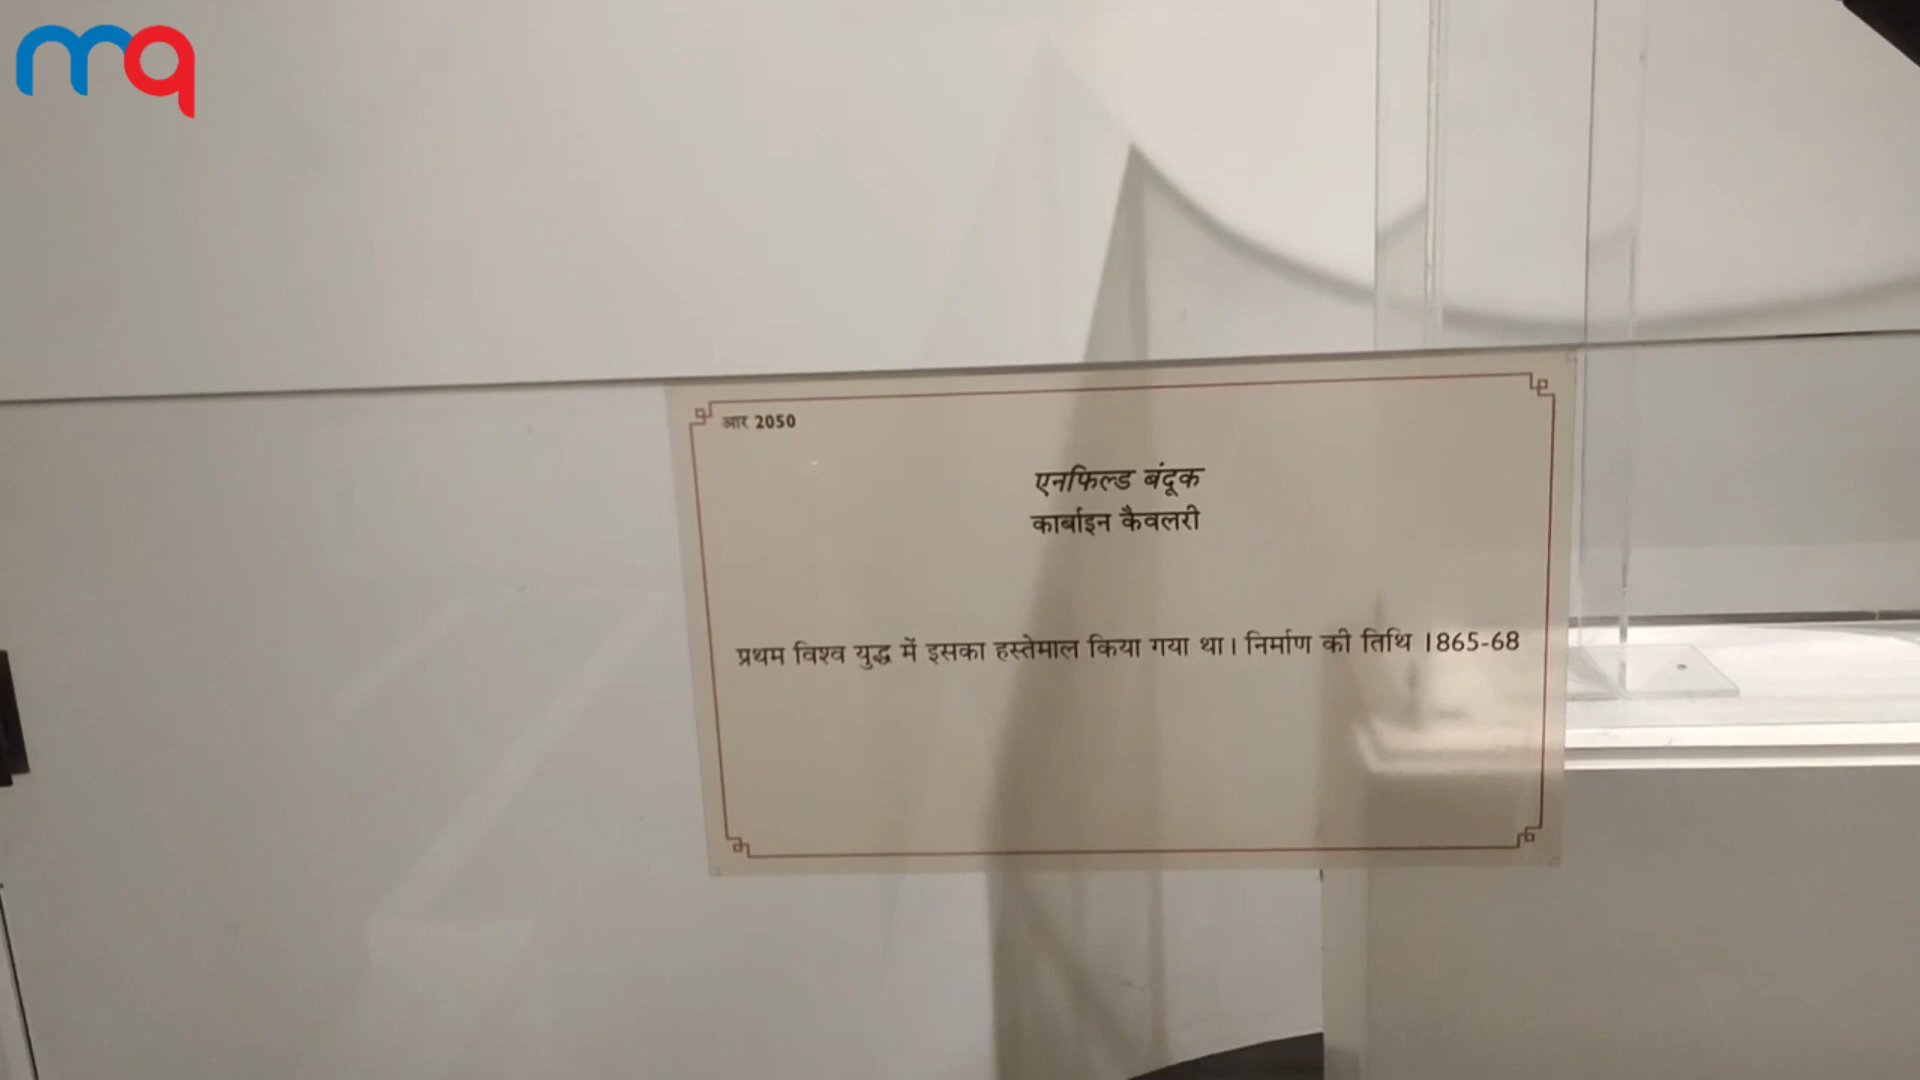 mq
आर 2050
एनफिल्ड बंदूक
कार्बाइन कैवलरी
प्रथम विश्व युद्ध में इसका हस्तेमाल किया गया था। निर्माण की तिथि 1865-68